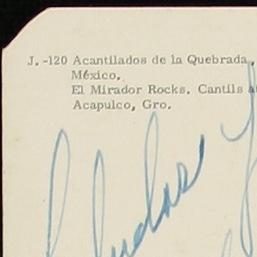 J. -120 Acantilados de la Quebrada,
México.
El Mirador Rocks. Cantils
Acapulco, Gro.